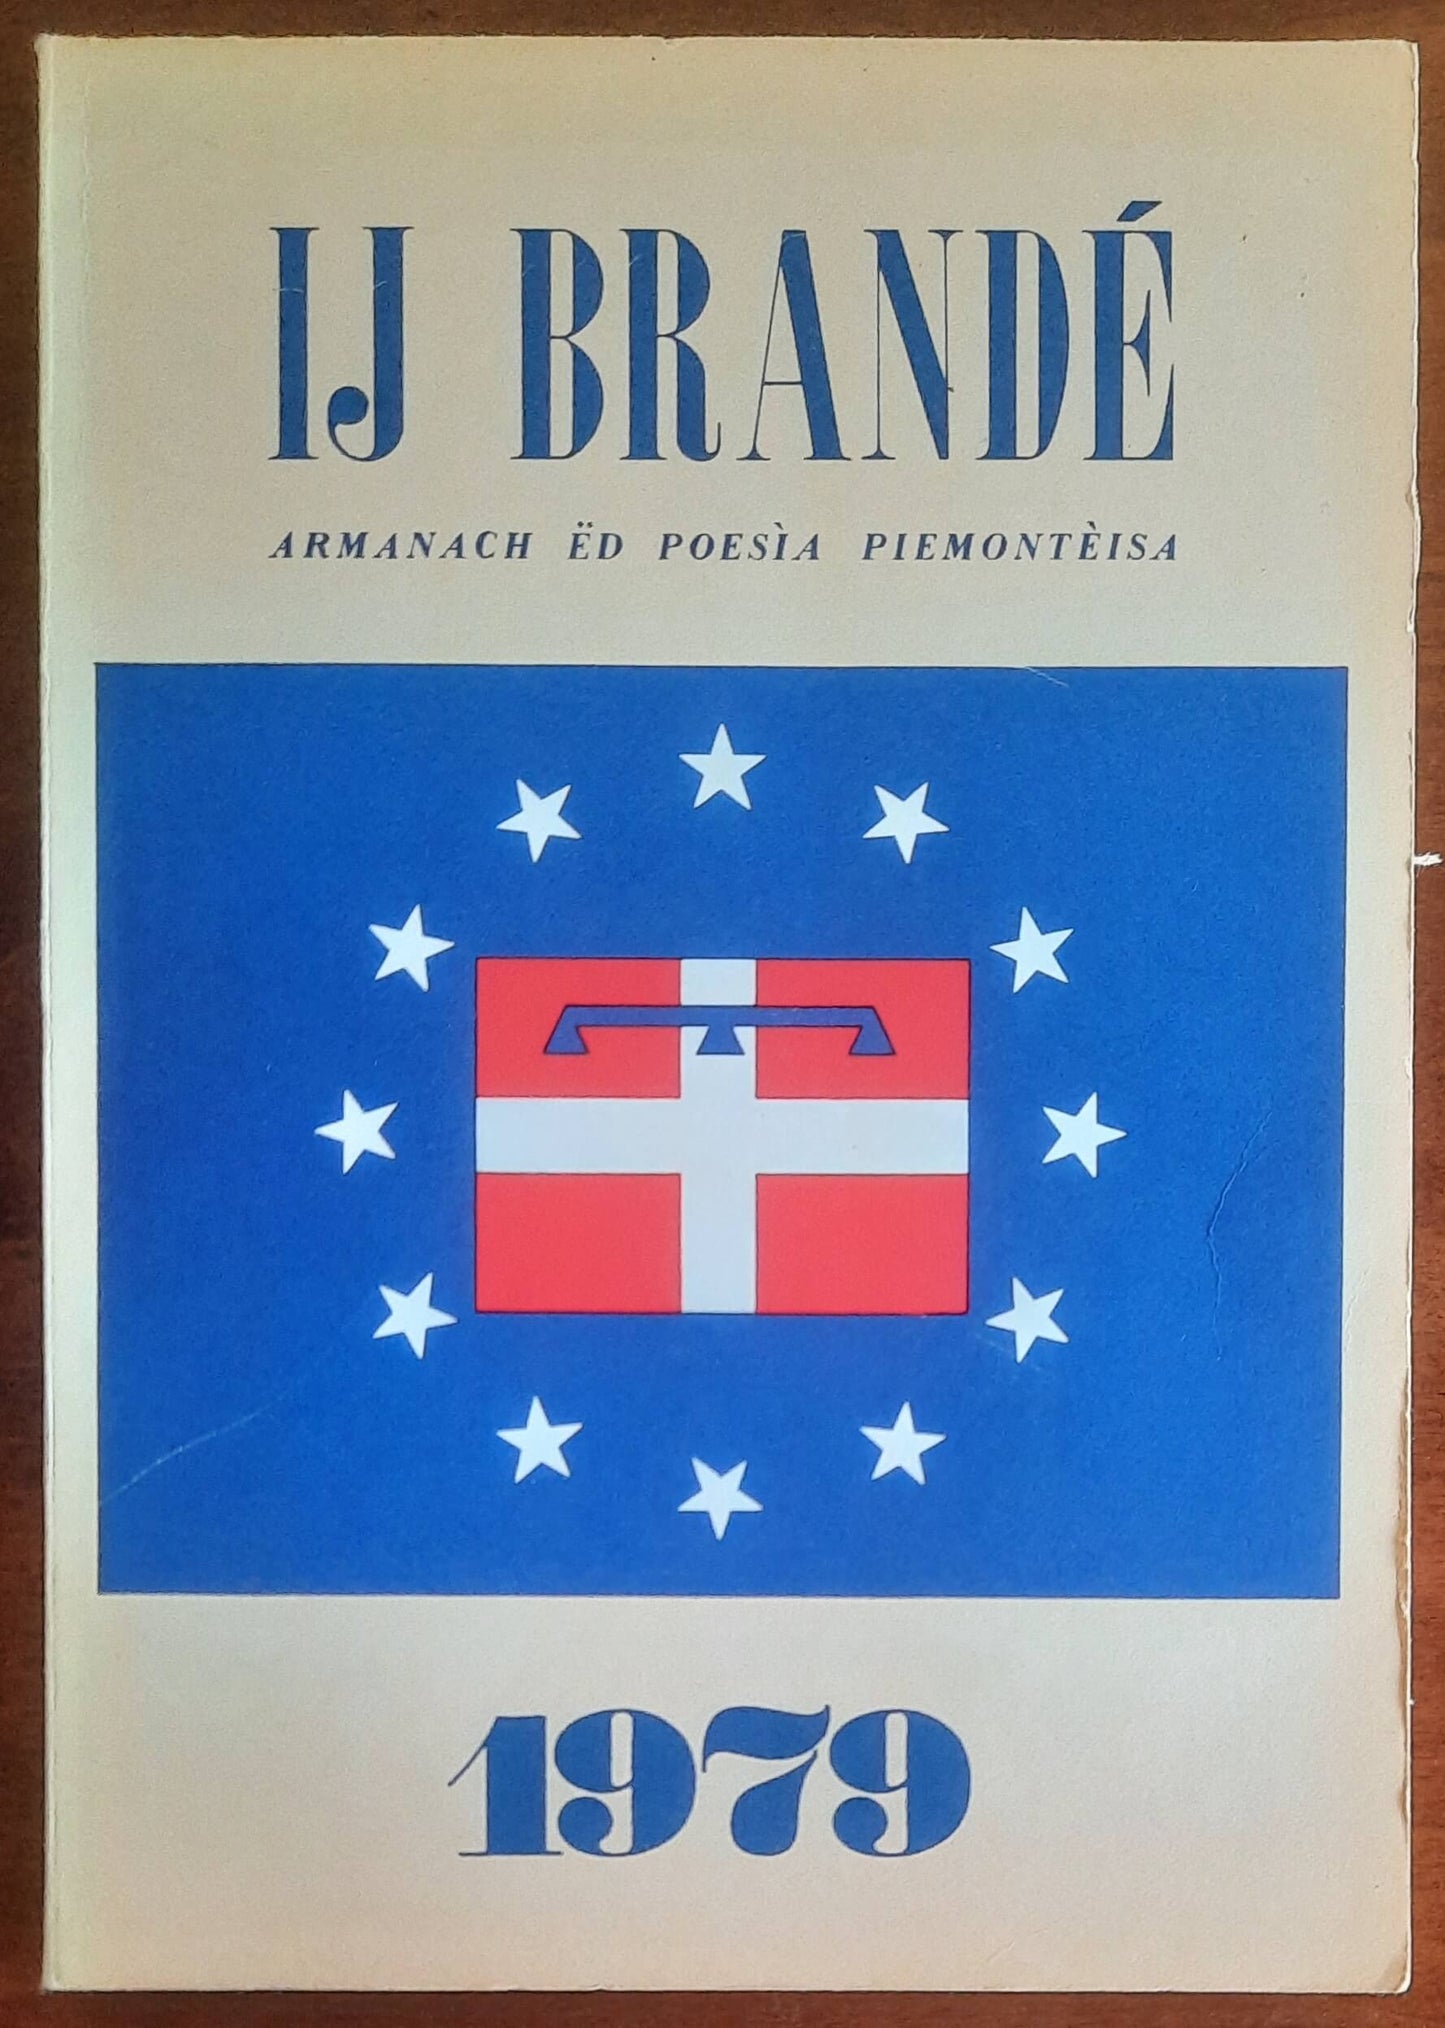 IJ BRANDÉ
ARMANACH ËD POESÌA PIEMONTÈISA
1979